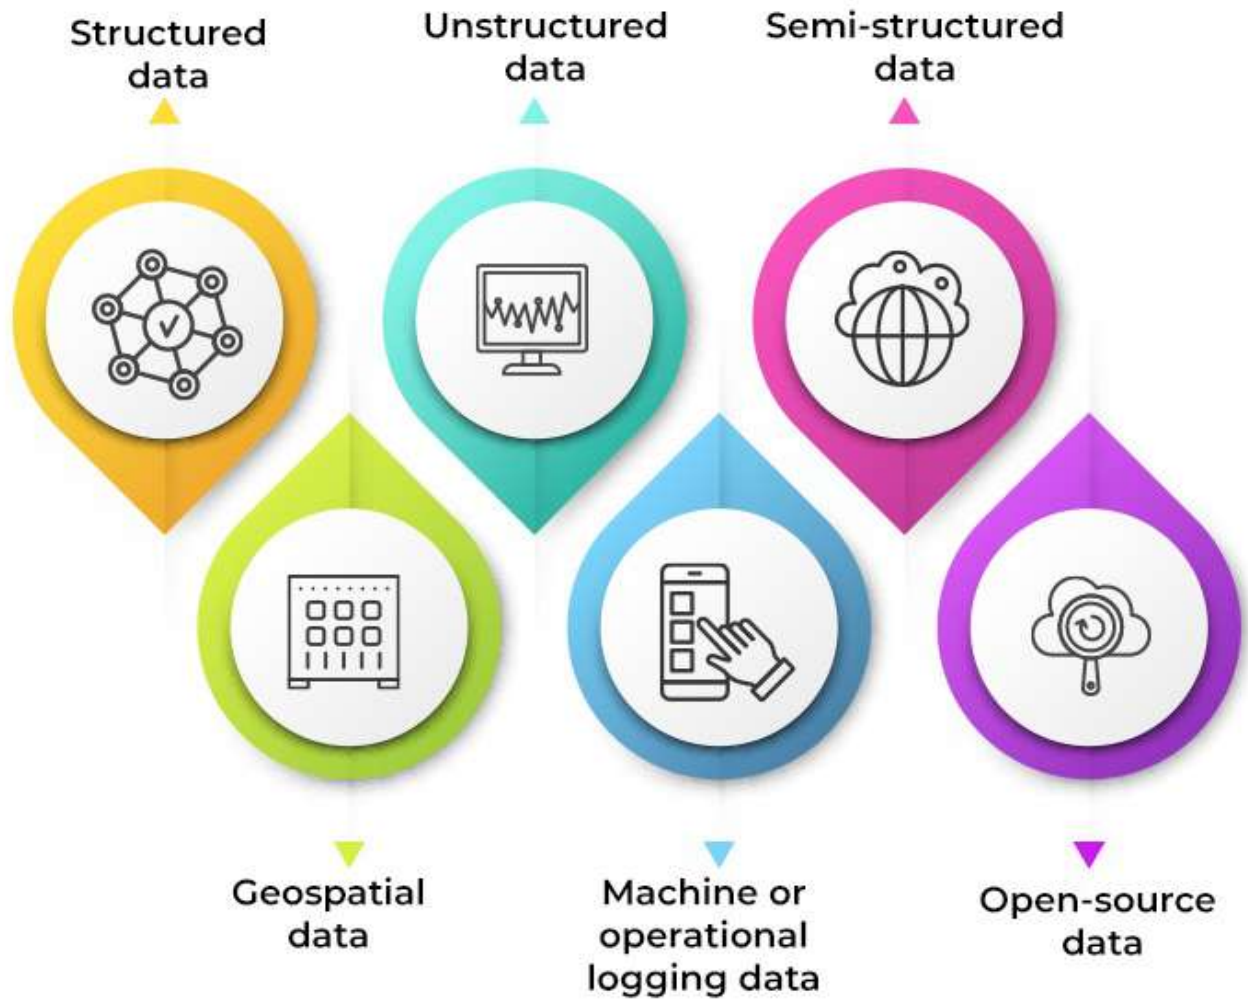 Structured
data
Unstructured
data
Semi-structured
data
Geospatial
data
Machine or
operational
logging data
Open-source
data